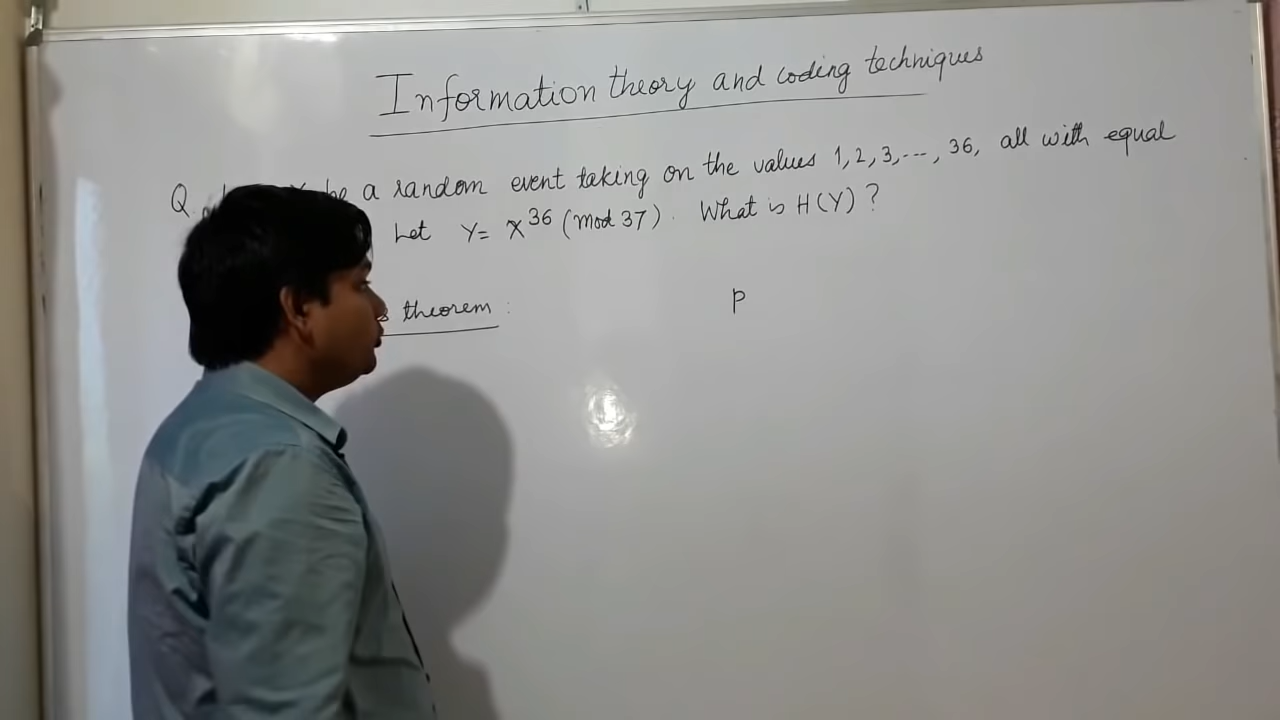 Information theory and coding techniques
Q. be a random event taking on the values 1, 2, 3, ---, 36, all with equal
Let Y = X^36 (mod 37). What is H(Y) ?
theorem :
p